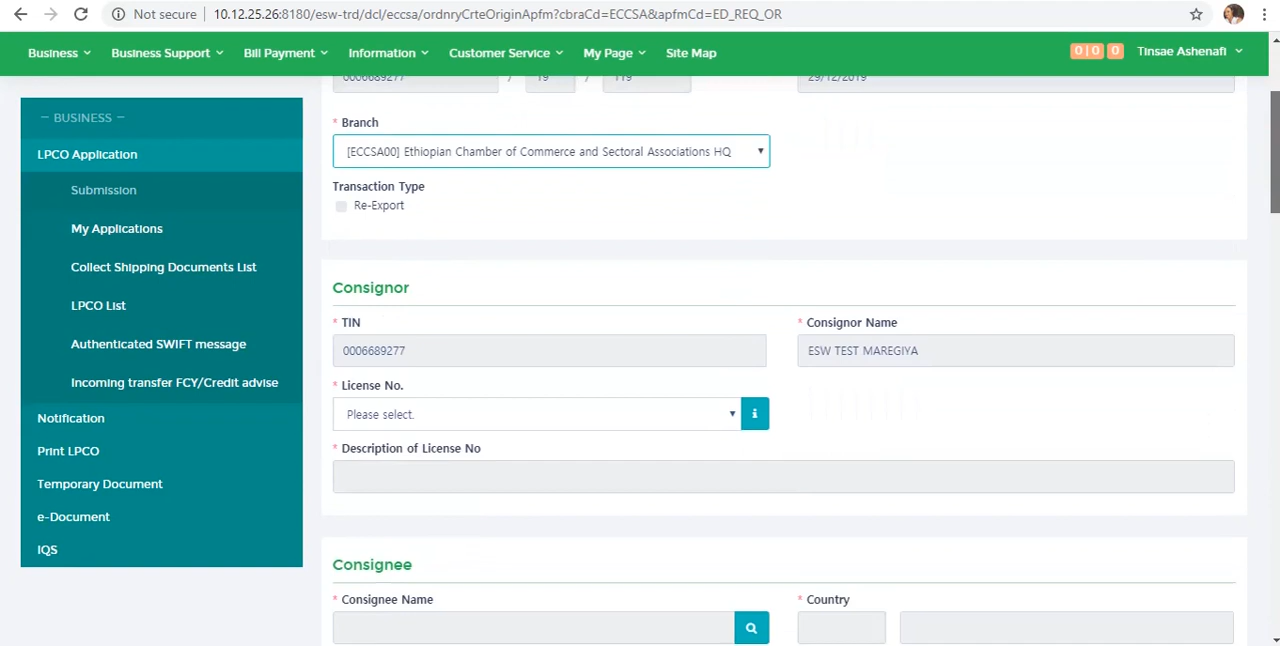 Not secure | 10.12.25.26:8180/esw-trd/dcl/eccsa/ordnryCrteOriginApfm?cbraCd=ECCSA&apfmCd=ED_REQ_OR
Business Business Support Bill Payment Information Customer Service My Page Site Map 0 | 0 0 Tinsae Ashenafi
0006689277 / 19 / 119 29/12/2019
— BUSINESS —
LPCO Application
Submission
My Applications
Collect Shipping Documents List
LPCO List
Authenticated SWIFT message
Incoming transfer FCY/Credit advise
Notification
Print LPCO
Temporary Document
e-Document
IQS
* Branch
[ECCSA00] Ethiopian Chamber of Commerce and Sectoral Associations HQ
Transaction Type
Re-Export
Consignor
* TIN * Consignor Name
0006689277 ESW TEST MAREGIYA
* License No.
Please select.
* Description of License No
Consignee
* Consignee Name * Country